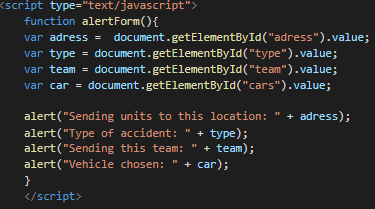 <script type="text/javascript">
function alertForm(){
var adress =  document.getElementById("adress").value;
var type = document.getElementById("type").value;
var team = document.getElementById("team").value;
var car = document.getElementById("cars").value;
alert("Sending units to this location: " + adress);
alert("Type of accident: " + type);
alert("Sending this team: " + team);
alert("Vehicle chosen: " + car);
}
</script>